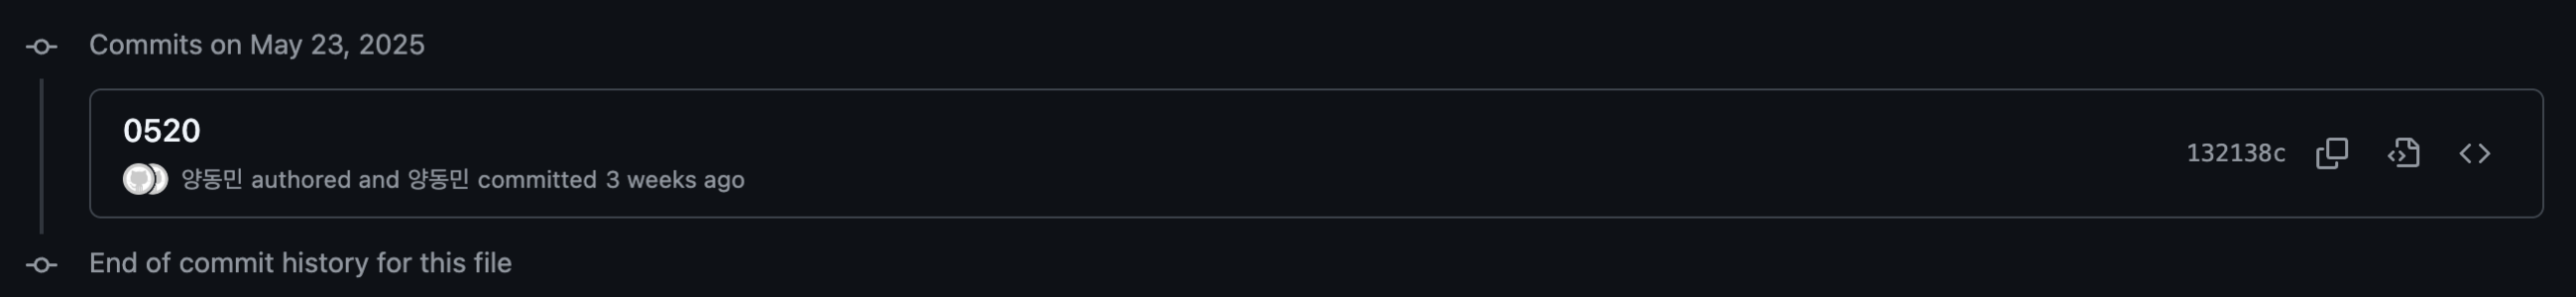 Commits on May 23, 2025
0520
양동민 authored and 양동민 committed 3 weeks ago
132138c
End of commit history for this file